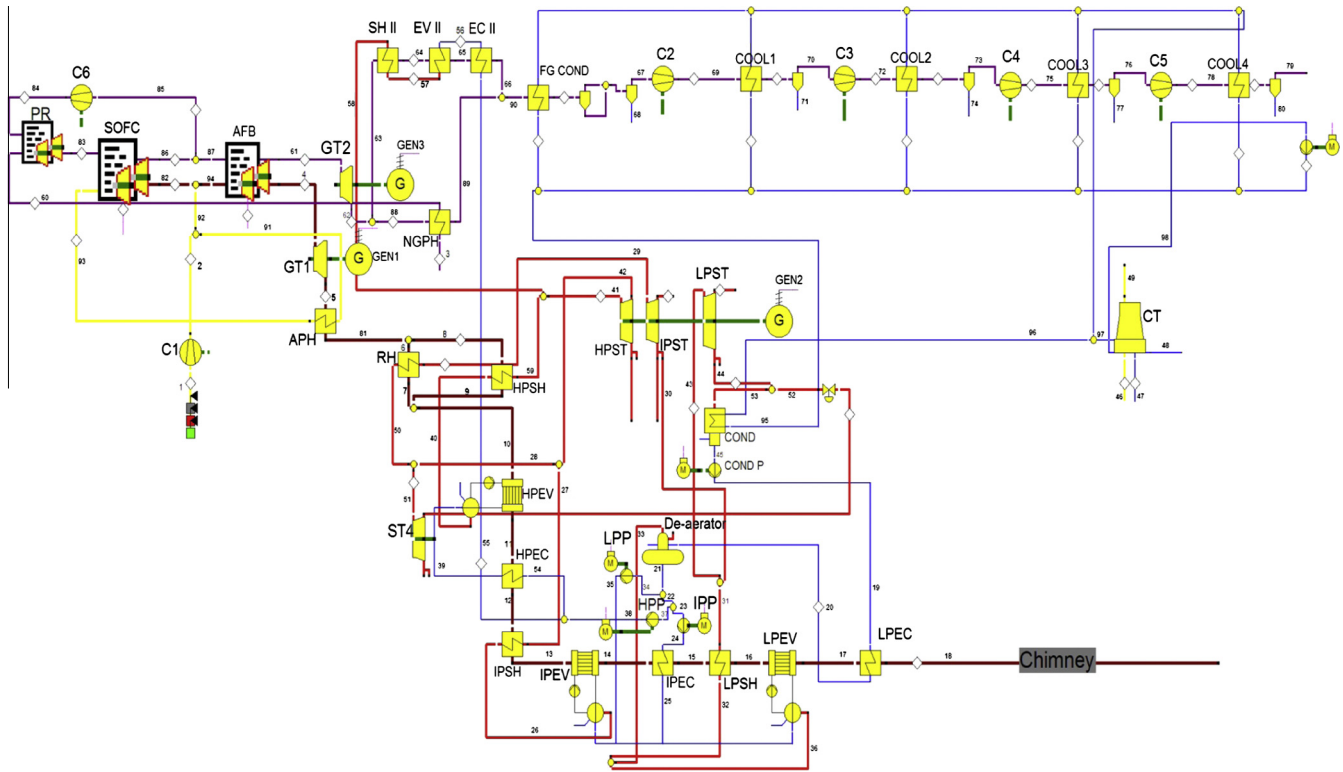 SH II EV II 56 EC II
64 65 57 66
84 C6 85
PR 83 SOFC AFB
86 87 61 GT2 GEN3
82 94 4 G
58 63 62 88 89
60 92 91 NGPH 3
93 2 GT1 G GEN1
5
APH 81
C1
1
FG COND 90
67 C2 69 COOL1 70 C3 72 COOL2 73 C4 75 COOL3 76 C5 78 COOL4 79
68 71 74 77 80
M
98
49
CT
96 97 48
46 47
29 LPST
42 41 GEN2
G
HPST IPST
8 RH 6 59 HPSH
7 9
43 44 30
53 52
95
COND
45
COND P
M
50 40 10 28 27
51 HPEV
ST4 55 11
39 HPEC 54
12
33 De-aerator
LPP M
21
35 34 22
38 HPP 37 23 IPP
M M
24 31 19 20
IPSH 13 IPEV 14 15 16 LPEV 17 LPEC 18 Chimney
IPEC LPSH
25 32
26 36